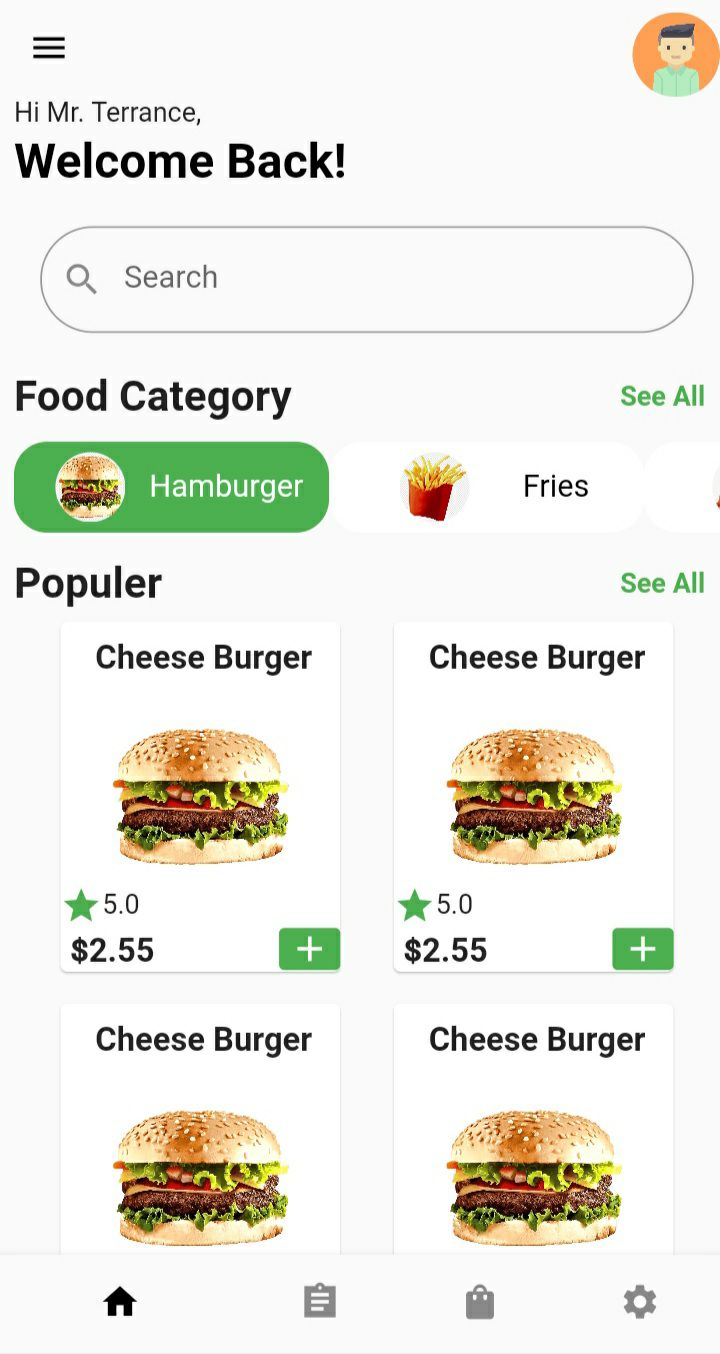 Hi Mr. Terrance,
Welcome Back!
Search
Food Category See All
Hamburger Fries
Populer See All
Cheese Burger Cheese Burger
5.0 5.0
$2.55 + $2.55 +
Cheese Burger Cheese Burger